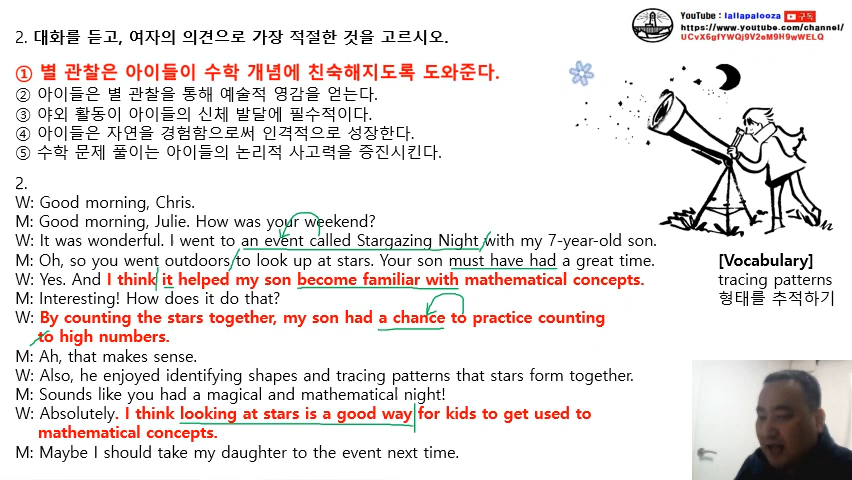 YouTube : lallapalooza 구독
https://www.youtube.com/channel/
UCvX6gfYWQj9V2eM9H9wWELQ
2. 대화를 듣고, 여자의 의견으로 가장 적절한 것을 고르시오.
① 별 관찰은 아이들이 수학 개념에 친숙해지도록 도와준다.
② 아이들은 별 관찰을 통해 예술적 영감을 얻는다.
③ 야외 활동이 아이들의 신체 발달에 필수적이다.
④ 아이들은 자연을 경험함으로써 인격적으로 성장한다.
⑤ 수학 문제 풀이는 아이들의 논리적 사고력을 증진시킨다.
2.
W: Good morning, Chris.
M: Good morning, Julie. How was your weekend?
W: It was wonderful. I went to an event called Stargazing Night with my 7-year-old son.
M: Oh, so you went outdoors to look up at stars. Your son must have had a great time.
W: Yes. And I think it helped my son become familiar with mathematical concepts.
M: Interesting! How does it do that?
W: By counting the stars together, my son had a chance to practice counting
to high numbers.
M: Ah, that makes sense.
W: Also, he enjoyed identifying shapes and tracing patterns that stars form together.
M: Sounds like you had a magical and mathematical night!
W: Absolutely. I think looking at stars is a good way for kids to get used to
mathematical concepts.
M: Maybe I should take my daughter to the event next time.
[Vocabulary]
tracing patterns
형태를 추적하기